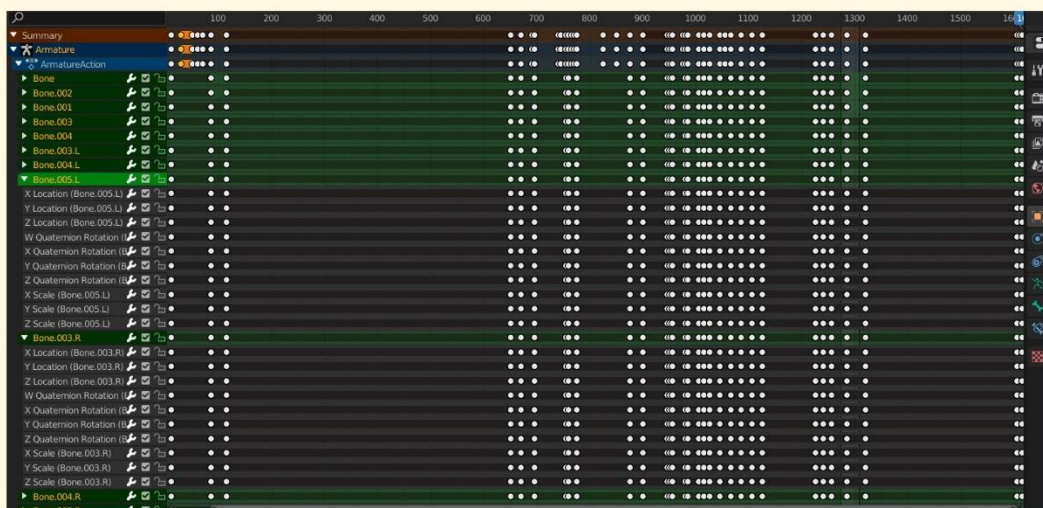 100 200 300 400 500 600 700 800 900 1000 1100 1200 1300 1400 1500
Summary
Armature
ArmatureAction
Bone
Bone.002
Bone.001
Bone.003
Bone.004
Bone.003.L
Bone.004.L
Bone.005.L
X Location (Bone.005.L)
Y Location (Bone.005.L)
Z Location (Bone.005.L)
W Quaternion Rotation (
X Quaternion Rotation (B
Y Quaternion Rotation (B
Z Quaternion Rotation (B
X Scale (Bone.005.L)
Y Scale (Bone.005.L)
Z Scale (Bone.005.L)
Bone.003.R
X Location (Bone.003.R)
Y Location (Bone.003.R)
Z Location (Bone.003.R)
W Quaternion Rotation (
X Quaternion Rotation (B
Y Quaternion Rotation (B
Z Quaternion Rotation (B
X Scale (Bone.003.R)
Y Scale (Bone.003.R)
Z Scale (Bone.003.R)
Bone.004.R